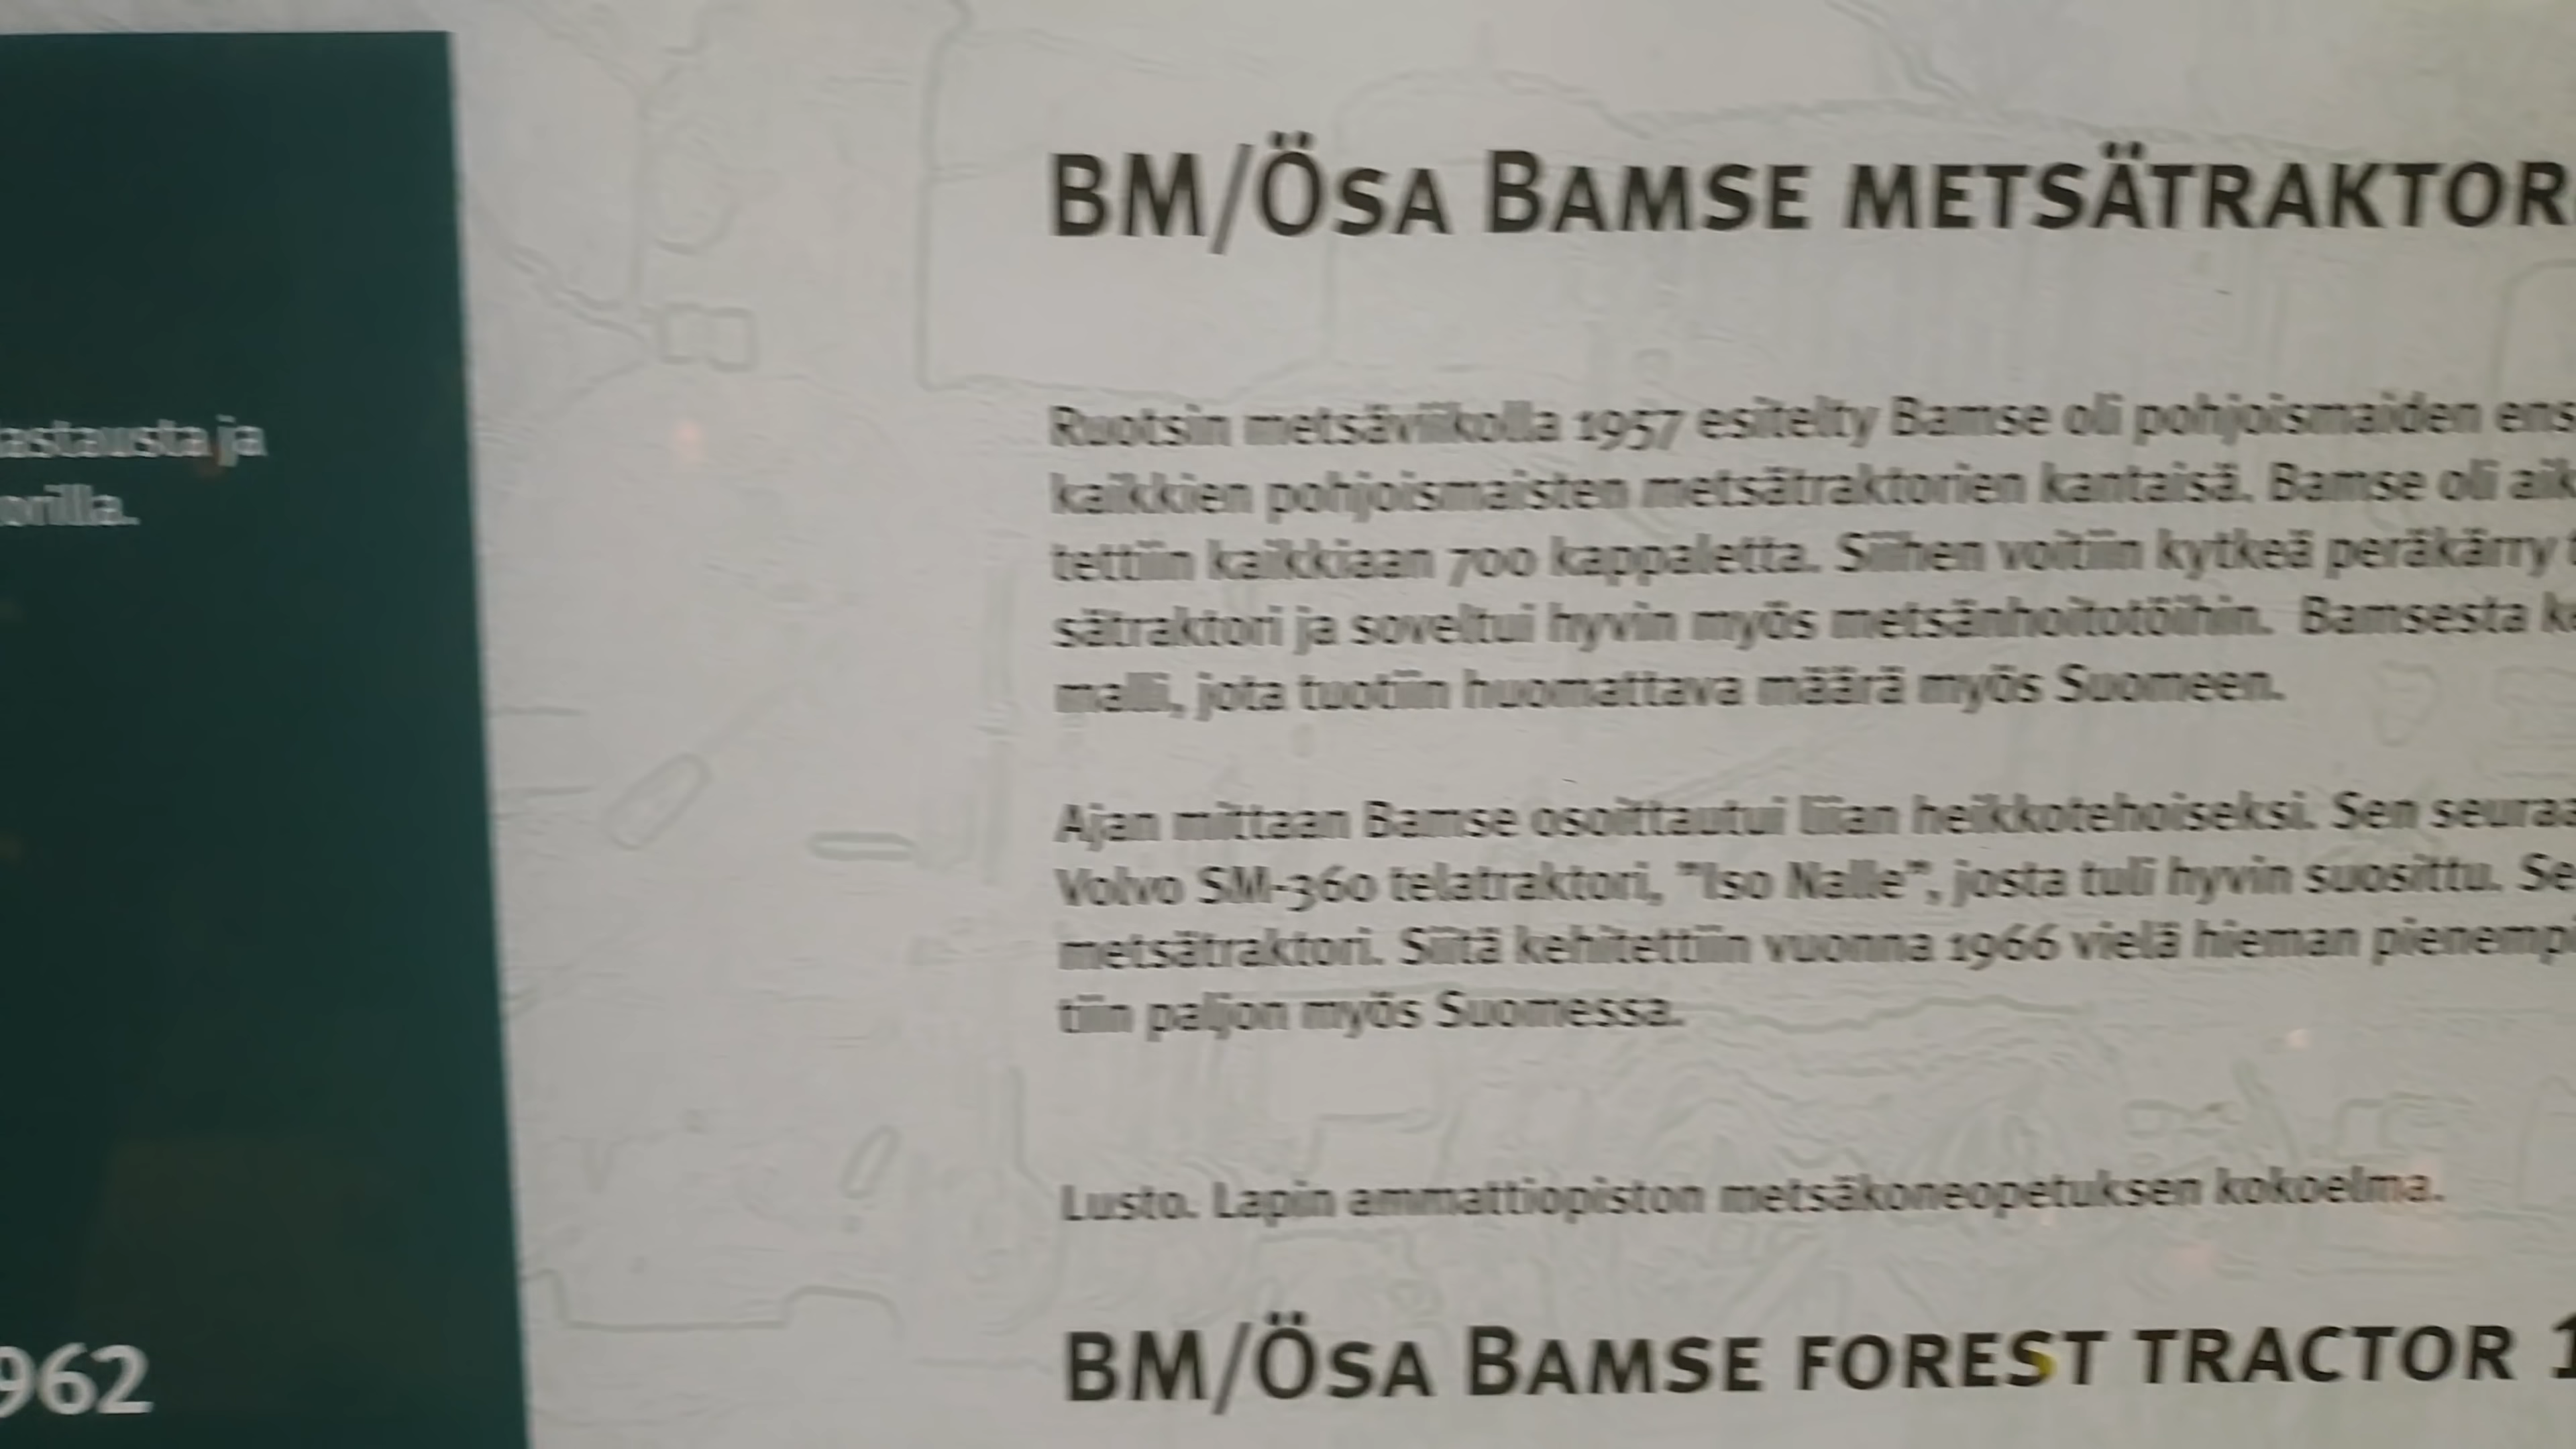 astausta ja
orilla.
962
BM/Ösa Bamse metsätraktor
Ruotsin metsäviikolla 1957 esitelty Bamse oli pohjoismaiden ens
kaikkien pohjoismaisten metsätraktorien kantaisä. Bamse oli aik
tettiin kaikkiaan 700 kappaletta. Siihen voitiin kytkeä peräkärry
sätraktori ja soveltui hyvin myös metsänhoitotöihin. Bamsesta k
malli, jota tuotiin huomattava määrä myös Suomeen.
Ajan mittaan Bamse osoittautui liian heikkotehoiseksi. Sen seuraa
Volvo SM-360 telatraktori, "Iso Nalle", josta tuli hyvin suosittu. Se
metsätraktori. Siitä kehitettiin vuonna 1966 vielä hieman pienemp
tiin paljon myös Suomessa.
Lusto. Lapin ammattiopiston metsäkoneopetuksen kokoelma.
BM/Ösa Bamse forest tractor 1